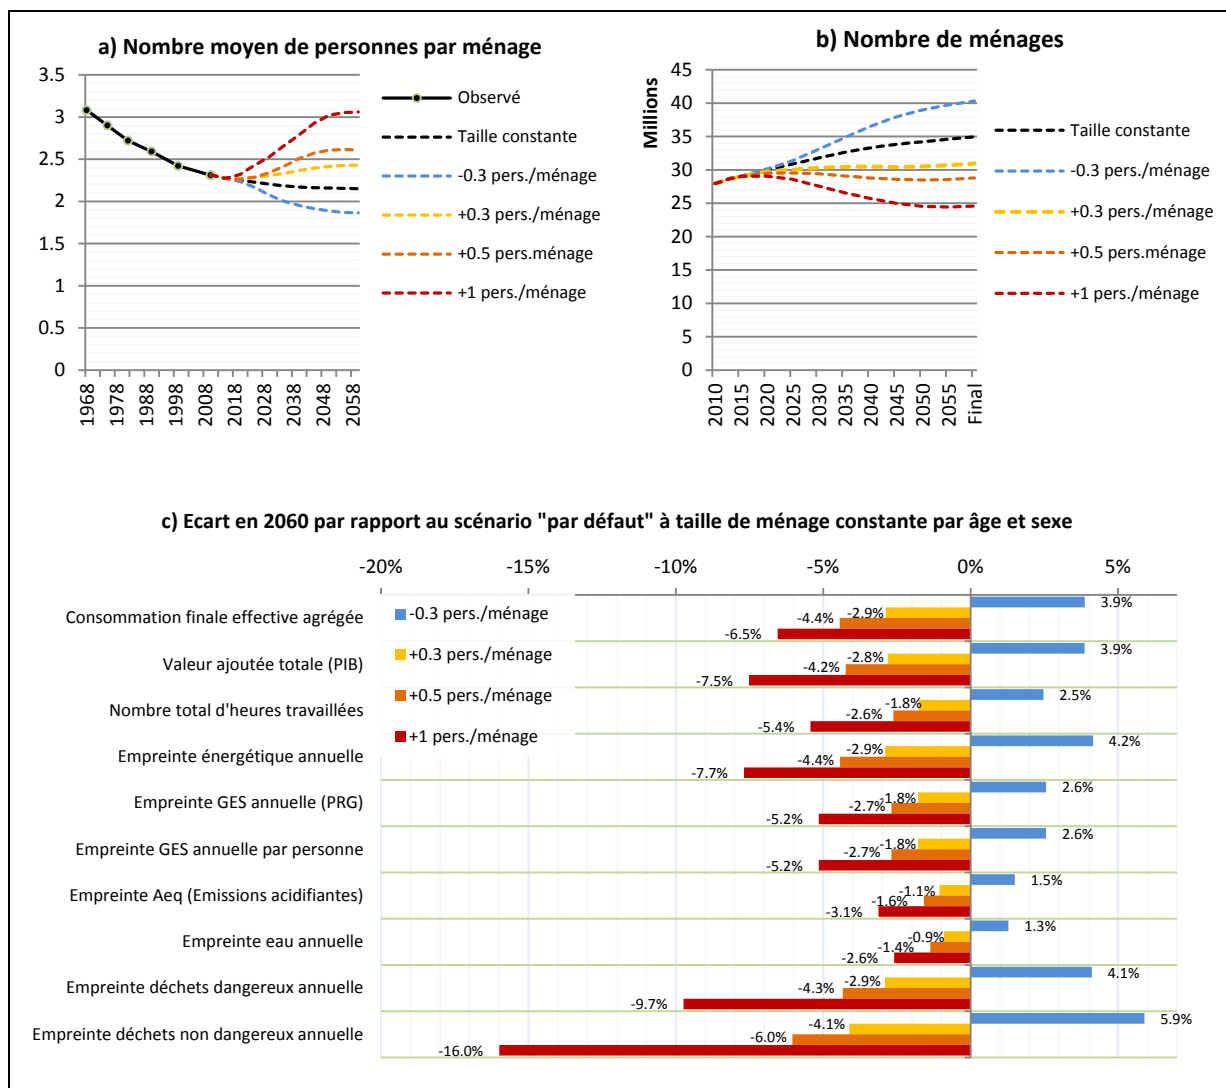 a) Nombre moyen de personnes par ménage
3.5
3
2.5
2
1.5
1
0.5
0
1968
1978
1988
1998
2008
2018
2028
2038
2048
2058
Observé
Taille constante
-0.3 pers./ménage
+0.3 pers./ménage
+0.5 pers.ménage
+1 pers./ménage
b) Nombre de ménages
Millions
45
40
35
30
25
20
15
10
5
0
2010
2015
2020
2025
2030
2035
2040
2045
2050
2055
Final
Taille constante
-0.3 pers./ménage
+0.3 pers./ménage
+0.5 pers.ménage
+1 pers./ménage
c) Ecart en 2060 par rapport au scénario "par défaut" à taille de ménage constante par âge et sexe
-20%
-15%
-10%
-5%
0%
5%
-0.3 pers./ménage
+0.3 pers./ménage
+0.5 pers./ménage
+1 pers./ménage
Consommation finale effective agrégée
3.9%
-2.9%
-4.4%
-6.5%
Valeur ajoutée totale (PIB)
3.9%
-2.8%
-4.2%
-7.5%
Nombre total d'heures travaillées
2.5%
-1.8%
-2.6%
-5.4%
Empreinte énergétique annuelle
4.2%
-2.9%
-4.4%
-7.7%
Empreinte GES annuelle (PRG)
2.6%
-1.8%
-2.7%
-5.2%
Empreinte GES annuelle par personne
2.6%
-1.8%
-2.7%
-5.2%
Empreinte Aeq (Emissions acidifiantes)
1.5%
-1.1%
-1.6%
-3.1%
Empreinte eau annuelle
1.3%
-0.9%
-1.4%
-2.6%
Empreinte déchets dangereux annuelle
4.1%
-2.9%
-4.3%
-9.7%
Empreinte déchets non dangereux annuelle
5.9%
-4.1%
-6.0%
-16.0%